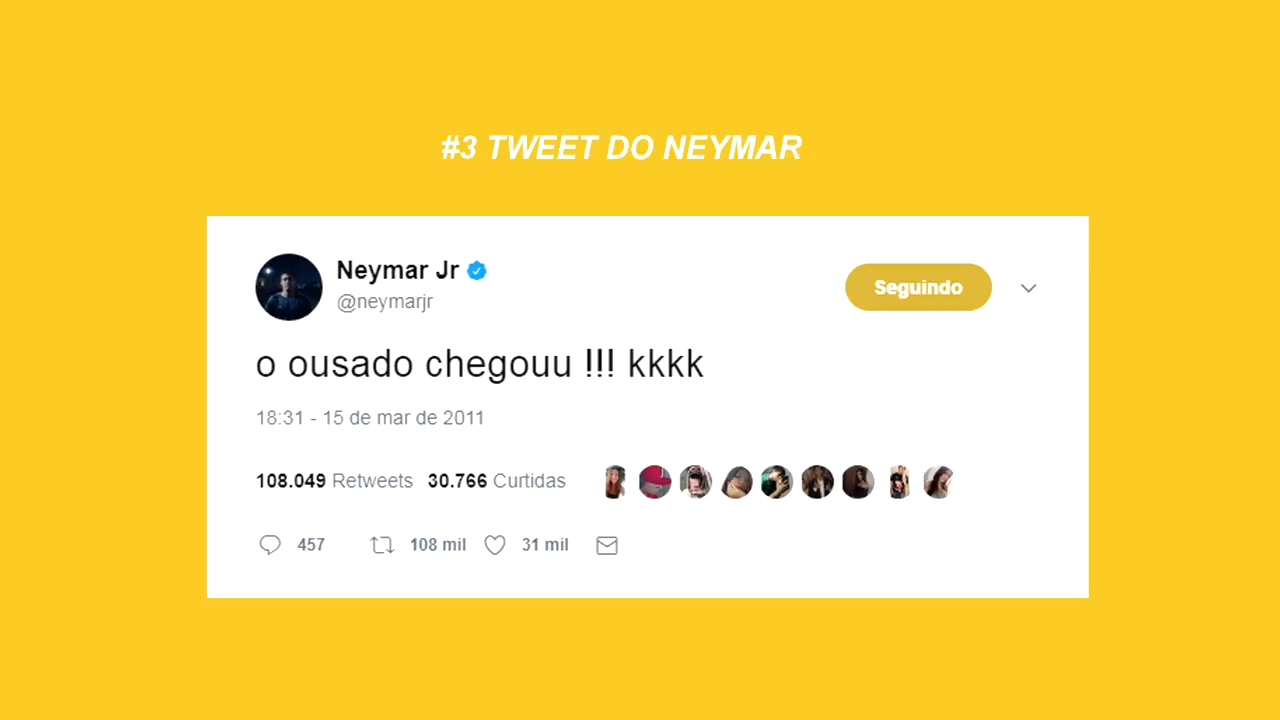 #3 TWEET DO NEYMAR
Neymar Jr
@neymarjr
Seguindo
o ousado chegouu !!! kkkk
18:31 - 15 de mar de 2011
108.049 Retweets 30.766 Curtidas
457 108 mil 31 mil